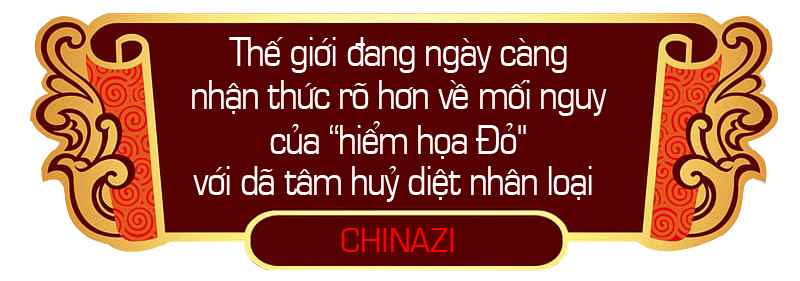 Thế giới đang ngày càng
nhận thức rõ hơn về mối nguy
của “hiểm họa Đỏ"
với dã tâm huỷ diệt nhân loại
CHINAZI